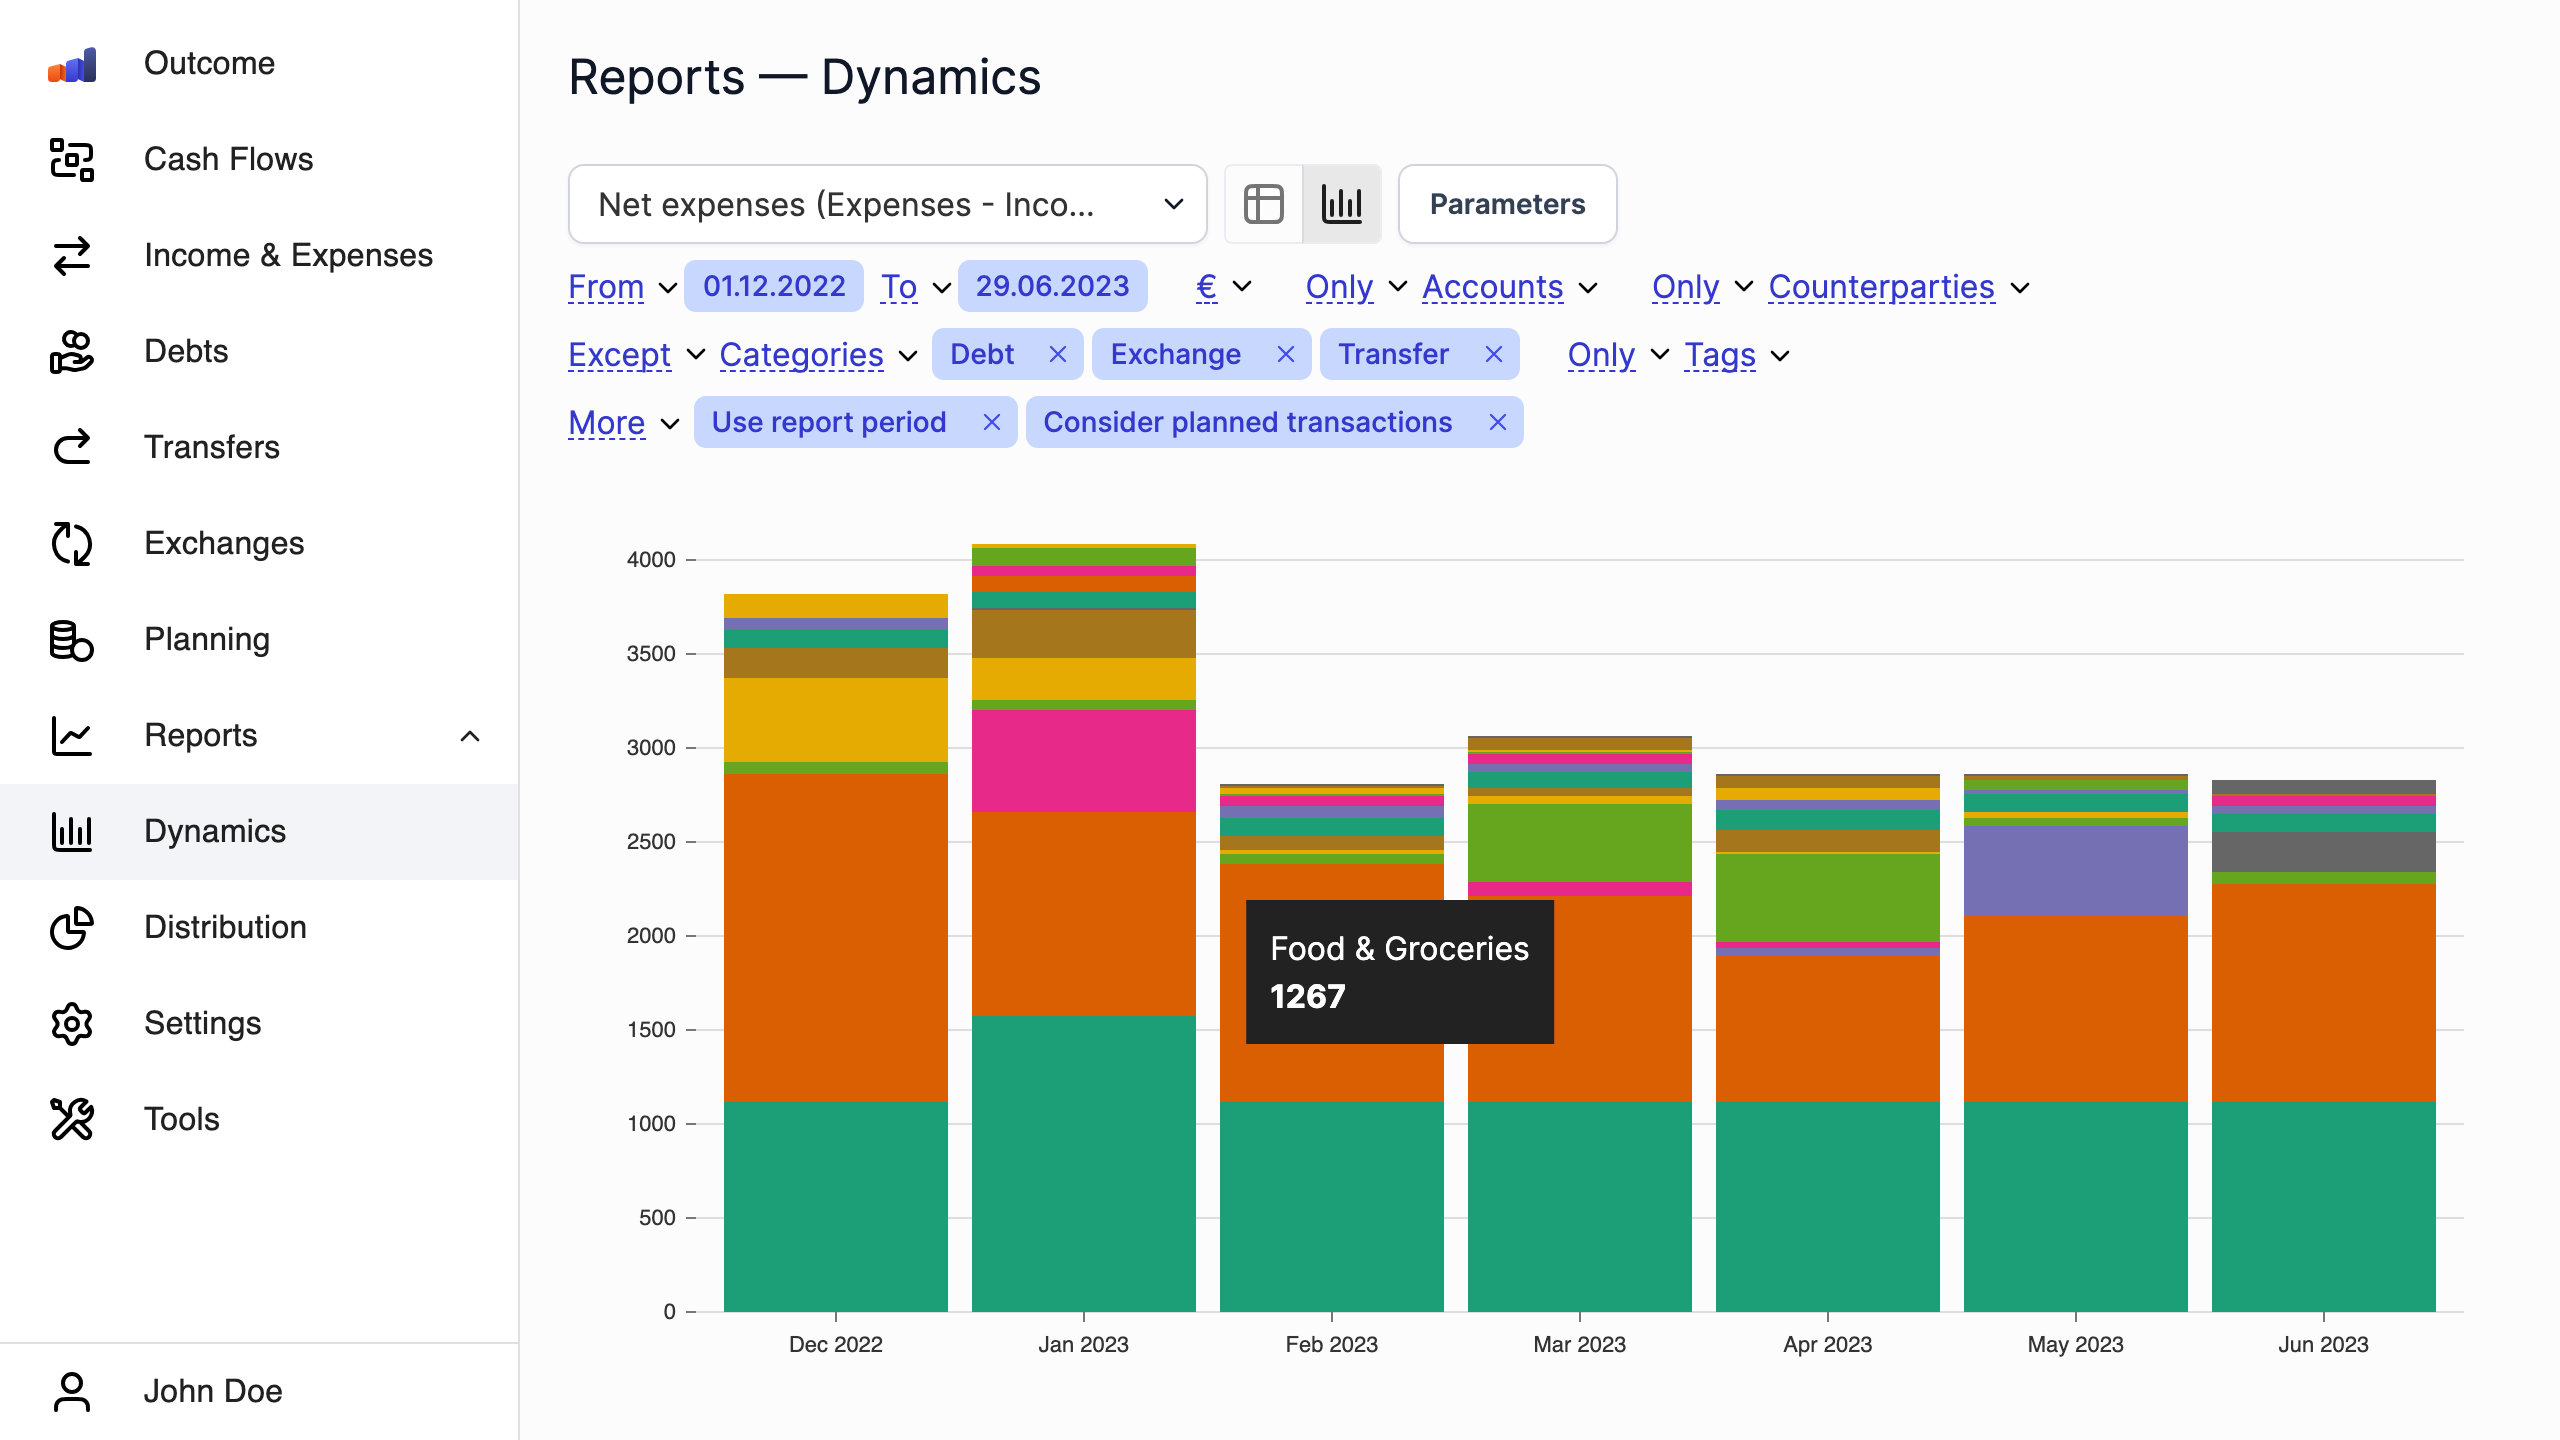 Outcome
Cash Flows
Income & Expenses
Debts
Transfers
Exchanges
Planning
Reports
Dynamics
Distribution
Settings
Tools
John Doe
Reports — Dynamics
Net expenses (Expenses - Inco... Parameters
From 01.12.2022 To 29.06.2023 € Only Accounts Only Counterparties
Except Categories Debt Exchange Transfer Only Tags
More Use report period Consider planned transactions
4000
3500
3000
2500
2000
1500
1000
500
0
Food & Groceries
1267
Dec 2022 Jan 2023 Feb 2023 Mar 2023 Apr 2023 May 2023 Jun 2023